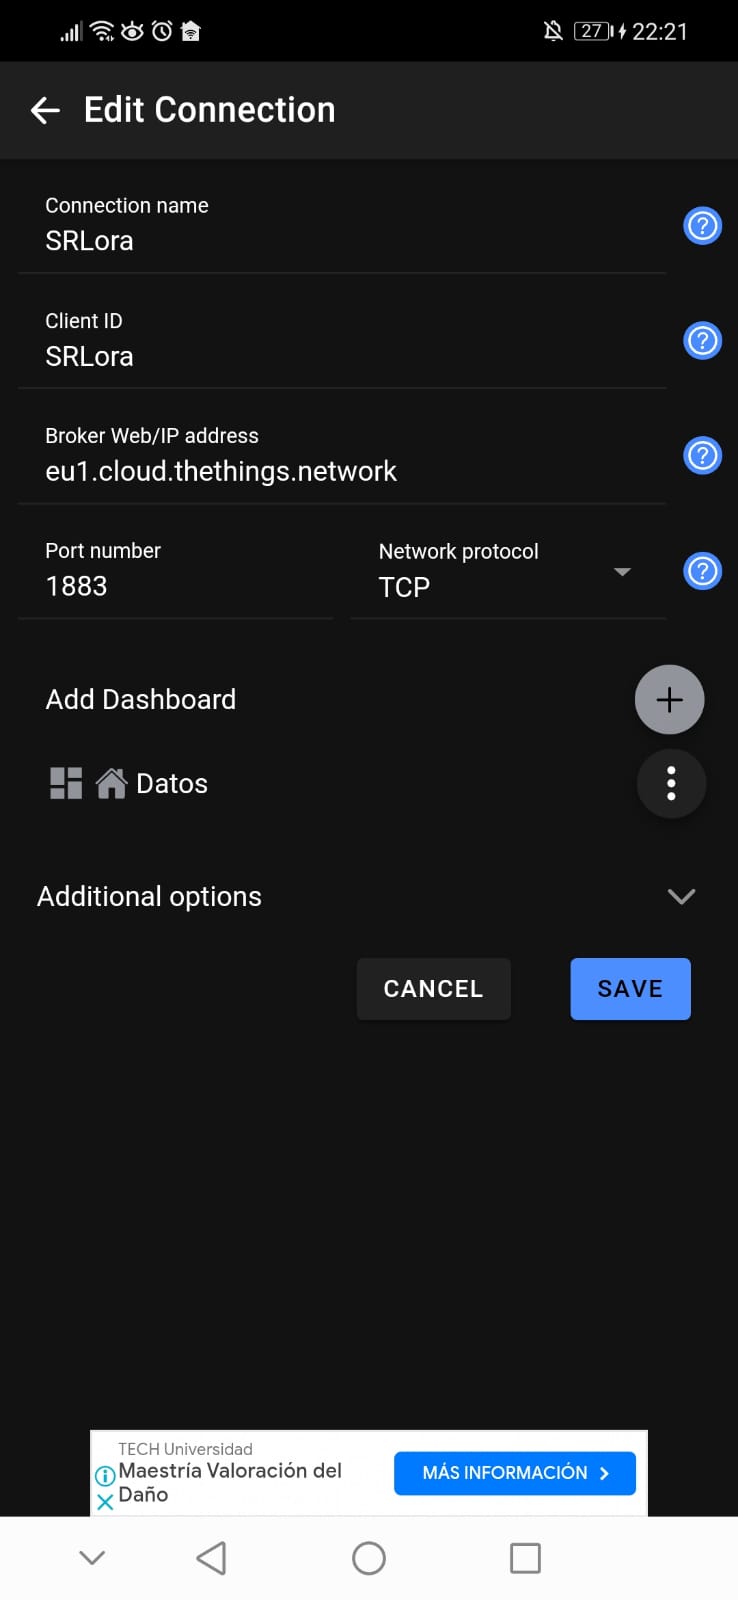 27 22:21
Edit Connection
Connection name
SRLora
Client ID
SRLora
Broker Web/IP address
eu1.cloud.thethings.network
Port number
1883
Network protocol
TCP
Add Dashboard
Datos
Additional options
CANCEL
SAVE
TECH Universidad
Maestría Valoración del
Daño
MÁS INFORMACIÓN